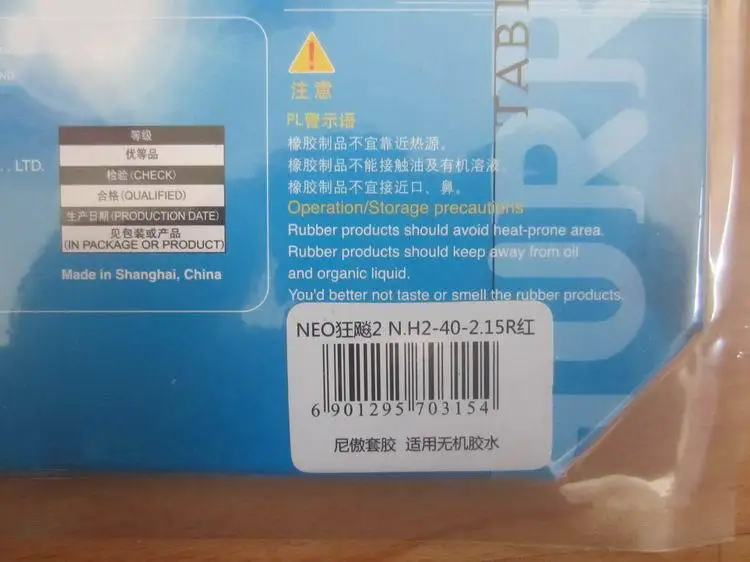 ND
., LTD.
等级
优等品
检验(CHECK)
合格(QUALIFIED)
生产日期(PRODUCTION DATE)
见包装或产品
(IN PACKAGE OR PRODUCT)
Made in Shanghai, China
注意
PL警示语
橡胶制品不宜靠近热源。
橡胶制品不能接触油及有机溶液。
橡胶制品不宜接近口、鼻。
Operation/Storage precautions
Rubber products should avoid heat-prone area.
Rubber products should keep away from oil
and organic liquid.
You'd better not taste or smell the rubber products.
TABL
URR
NEO狂飚2 N.H2-40-2.15R红
6 901295 703154
尼傲套胶 适用无机胶水